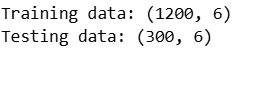 Training data: (1200, 6)
Testing data: (300, 6)